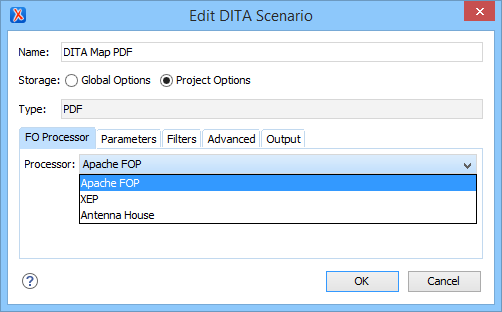 Edit DITA Scenario
Name: DITA Map PDF
Storage: Global Options Project Options
Type: PDF
FO Processor Parameters Filters Advanced Output
Processor: Apache FOP
Apache FOP
XEP
Antenna House
OK Cancel